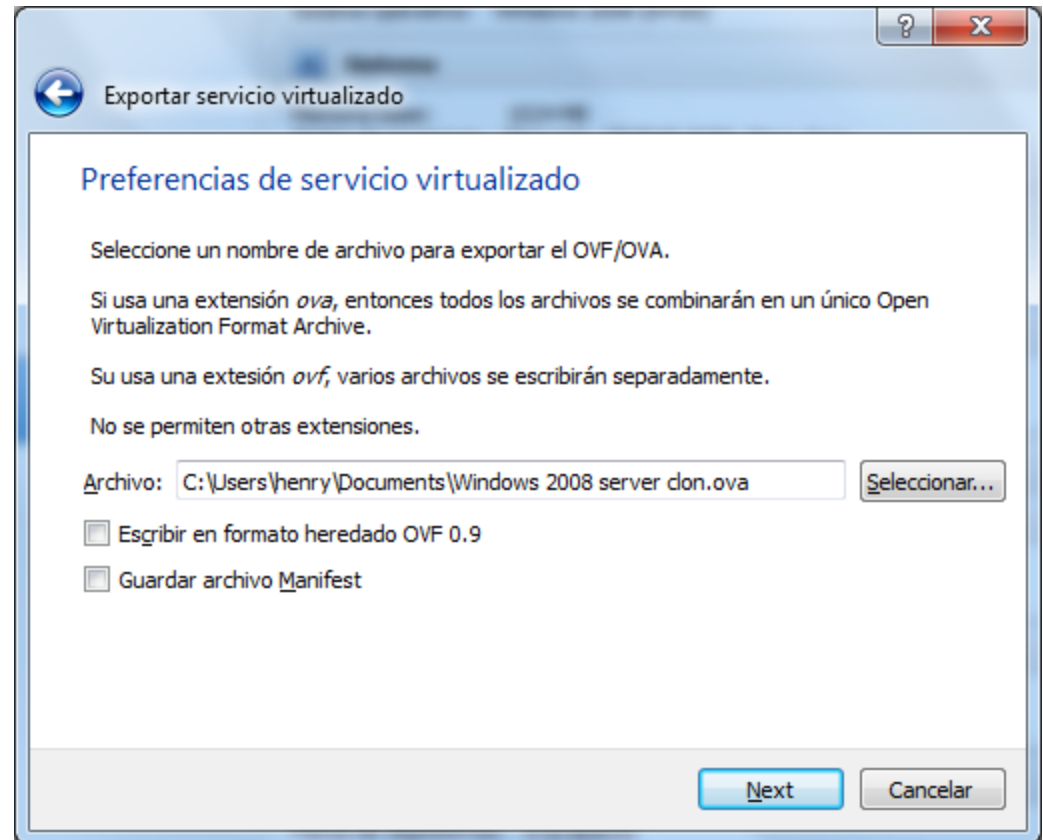 Exportar servicio virtualizado
Preferencias de servicio virtualizado
Seleccione un nombre de archivo para exportar el OVF/OVA.
Si usa una extensión ova, entonces todos los archivos se combinarán en un único Open
Virtualization Format Archive.
Su usa una extesión ovf, varios archivos se escribirán separadamente.
No se permiten otras extensiones.
Archivo: C:\Users\henry\Documents\Windows 2008 server clon.ova Seleccionar...
Escribir en formato heredado OVF 0.9
Guardar archivo Manifest
Next Cancelar